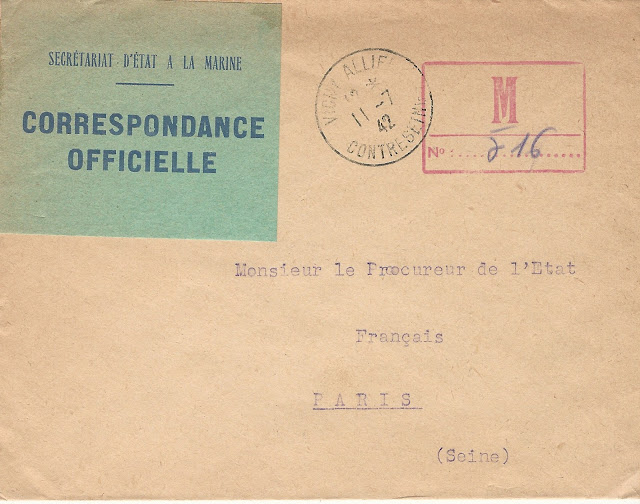 SECRÉTARIAT D'ÉTAT A LA MARINE
CORRESPONDANCE
OFFICIELLE
VICHY ALLIER
11 -7
42
CONTRESEING
M
No : 16
Monsieur le Procureur de l'Etat
Français
PARIS
(Seine)